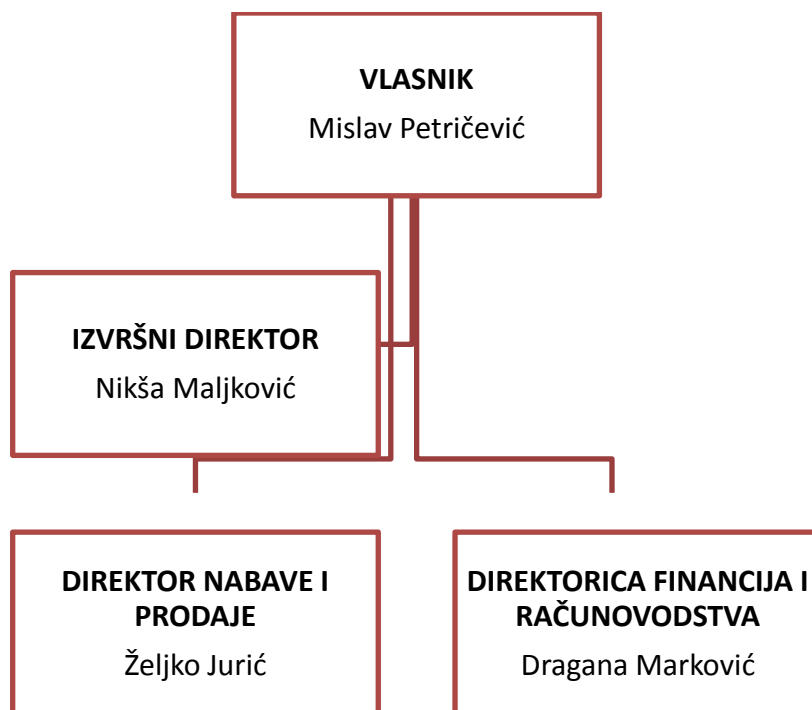 VLASNIK
Mislav Petričević
IZVRŠNI DIREKTOR
Nikša Maljković
DIREKTOR NABAVE I
PRODAJE
Željko Jurić
DIREKTORICA FINANCIJA I
RAČUNOVODSTVA
Dragana Marković